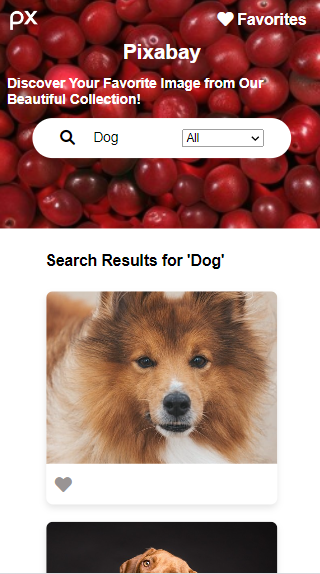 px
Favorites
Pixabay
Discover Your Favorite Image from Our
Beautiful Collection!
Dog
All
Search Results for 'Dog'